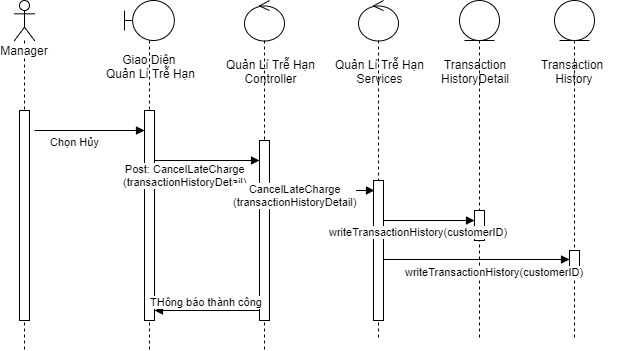 Manager
Giao Diện
Quản Lí Trễ Hạn
Quản Lí Trễ Hạn
Controller
Quản Lí Trễ Hạn
Services
Transaction
HistoryDetail
Transaction
History
Chọn Hủy
Post: CancelLateCharge
(transactionHistoryDetail)
CancelLateCharge
(transactionHistoryDetail)
writeTransactionHistory(customerID)
writeTransactionHistory(customerID)
THông báo thành công